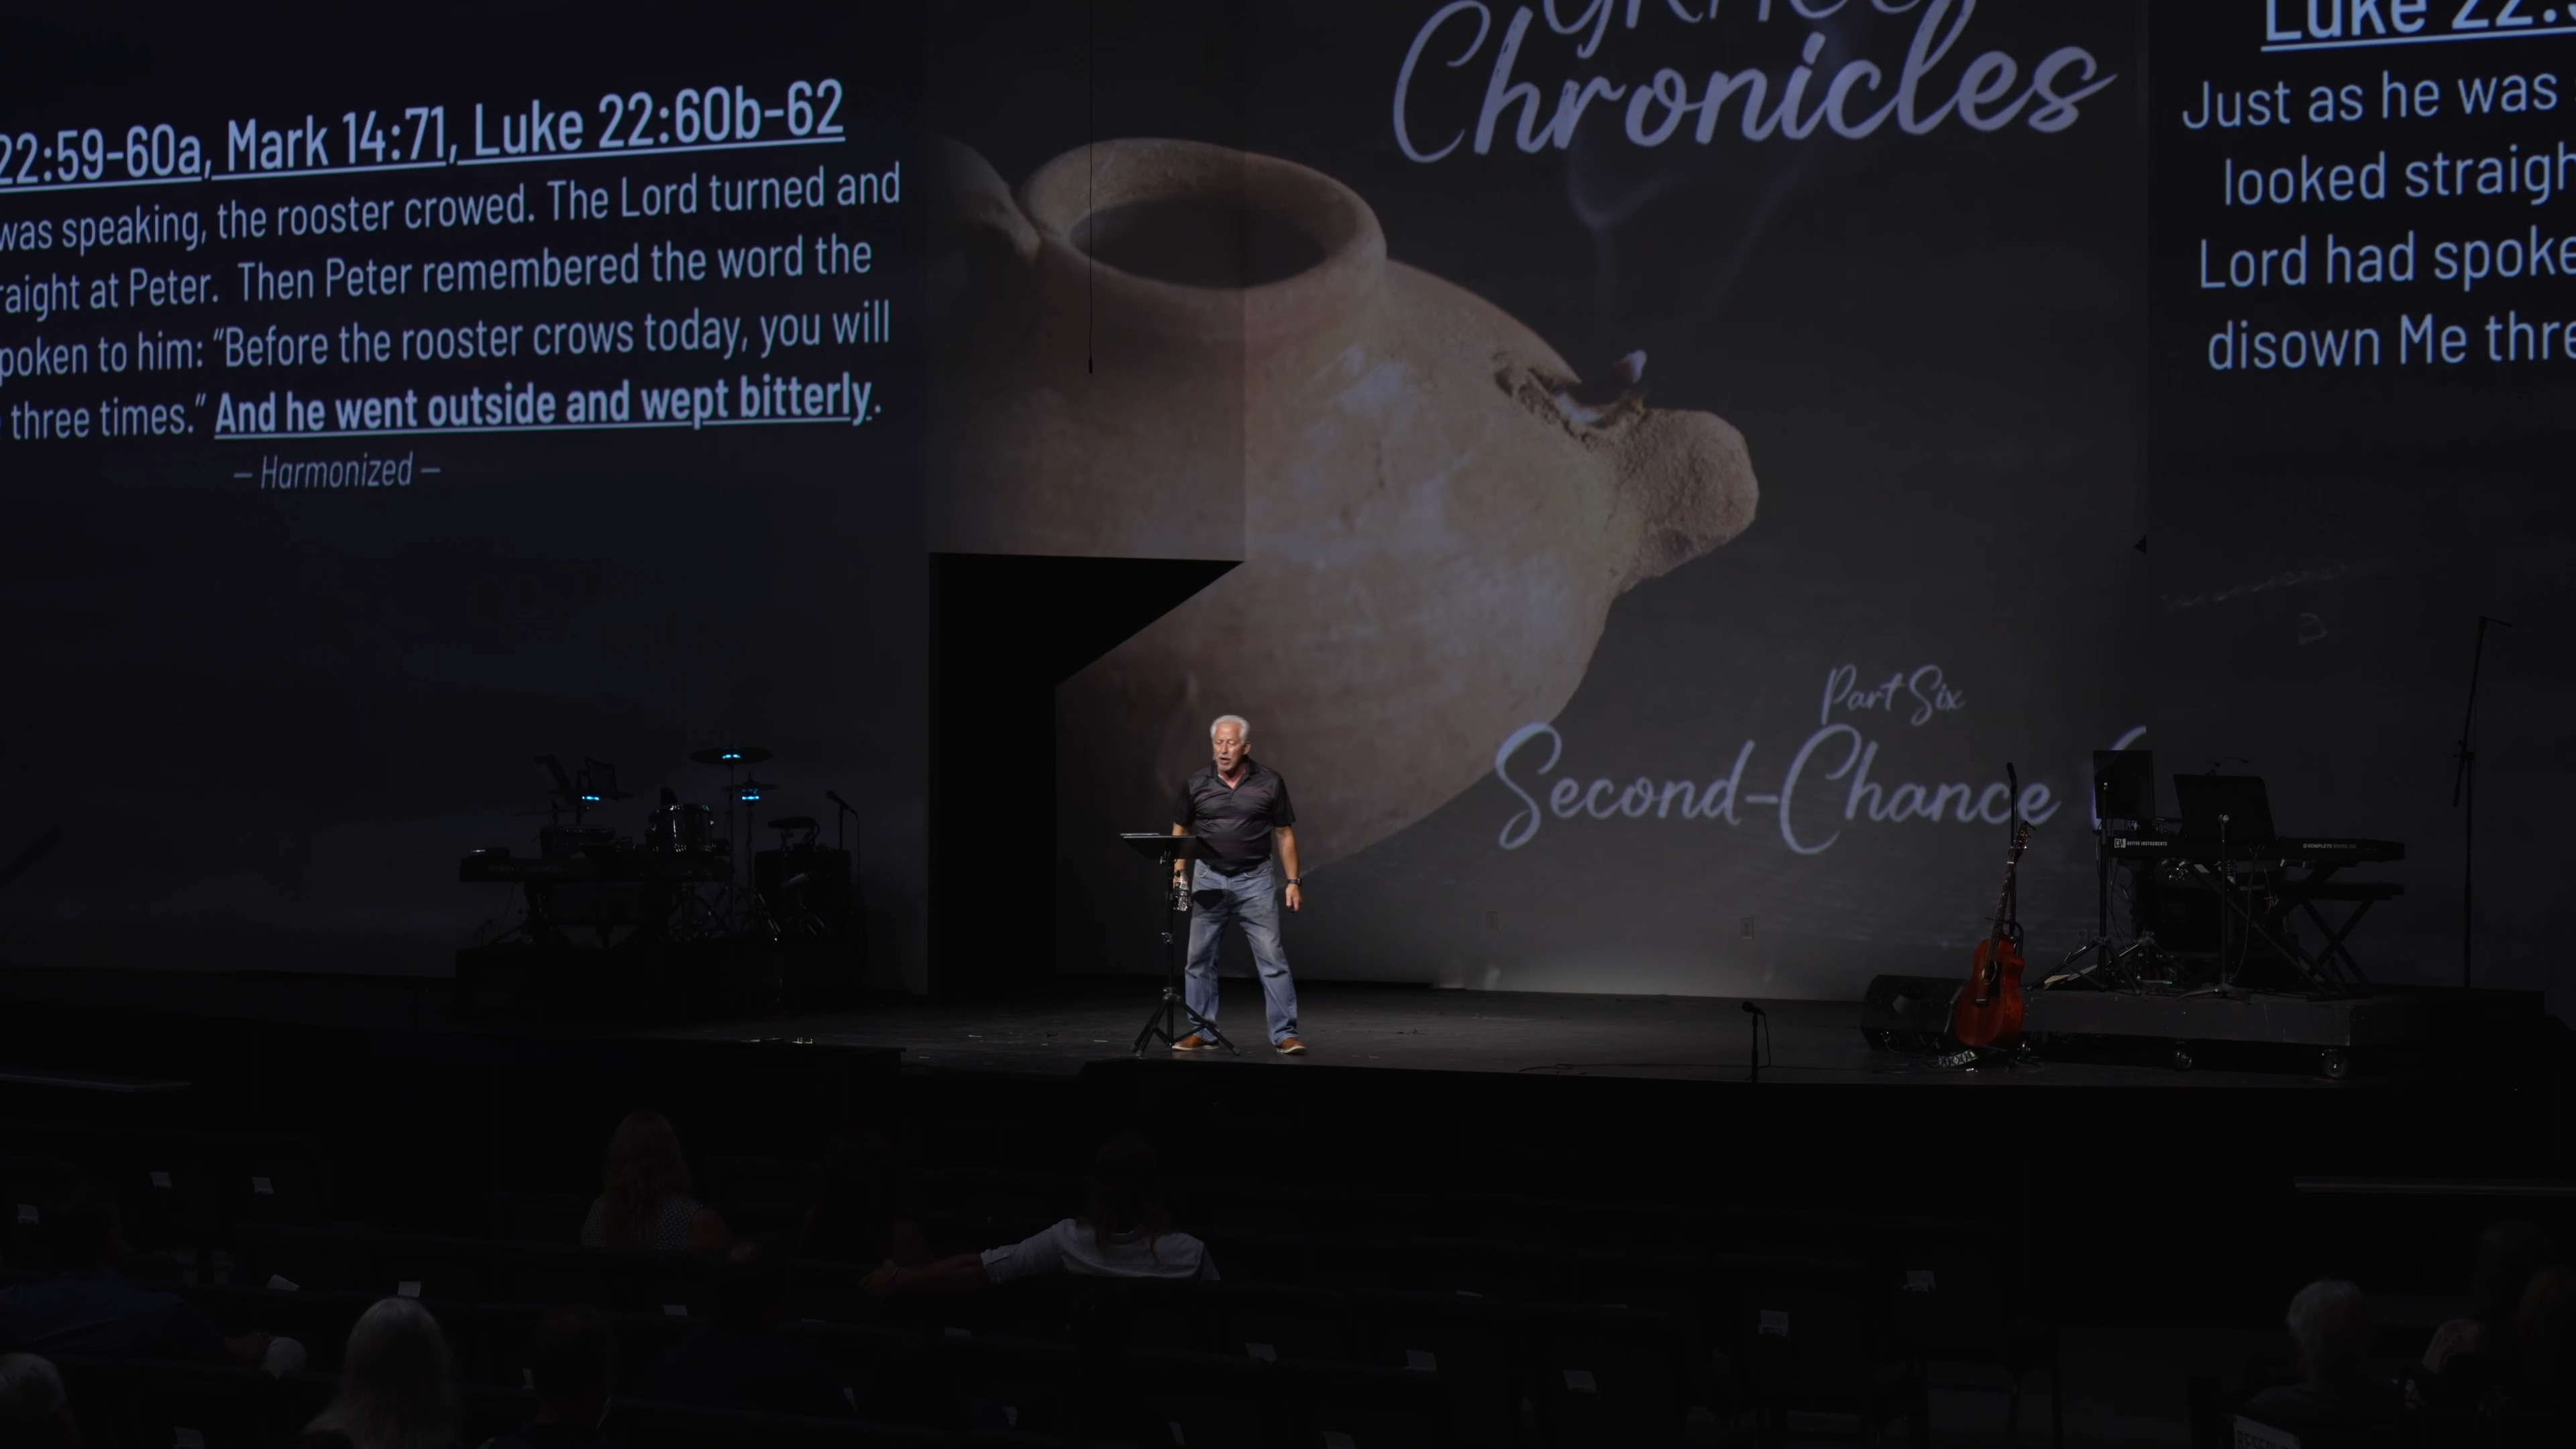 22:59-60a, Mark 14:71, Luke 22:60b-62
was speaking, the rooster crowed. The Lord turned and
raight at Peter. Then Peter remembered the word the
poken to him: “Before the rooster crows today, you will
three times.” And he went outside and wept bitterly.
– Harmonized –
Chronicles
Part Six
Second-Chance
Luke 22:5
Just as he was
looked straigh
Lord had spoke
disown Me thre